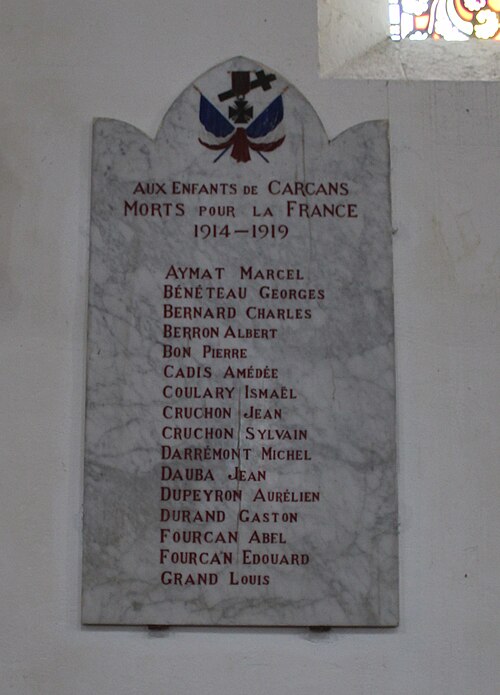 AUX ENFANTS DE CARCANS
MORTS POUR LA FRANCE
1914-1919
AYMAT MARCEL
BÉNÉTEAU GEORGES
BERNARD CHARLES
BERRON ALBERT
BON PIERRE
CADIS AMÉDÉE
COULARY ISMAËL
CRUCHON JEAN
CRUCHON SYLVAIN
DARRÉMONT MICHEL
DAUBA JEAN
DUPEYRON AURÉLIEN
DURAND GASTON
FOURCAN ABEL
FOURCAN EDOUARD
GRAND LOUIS